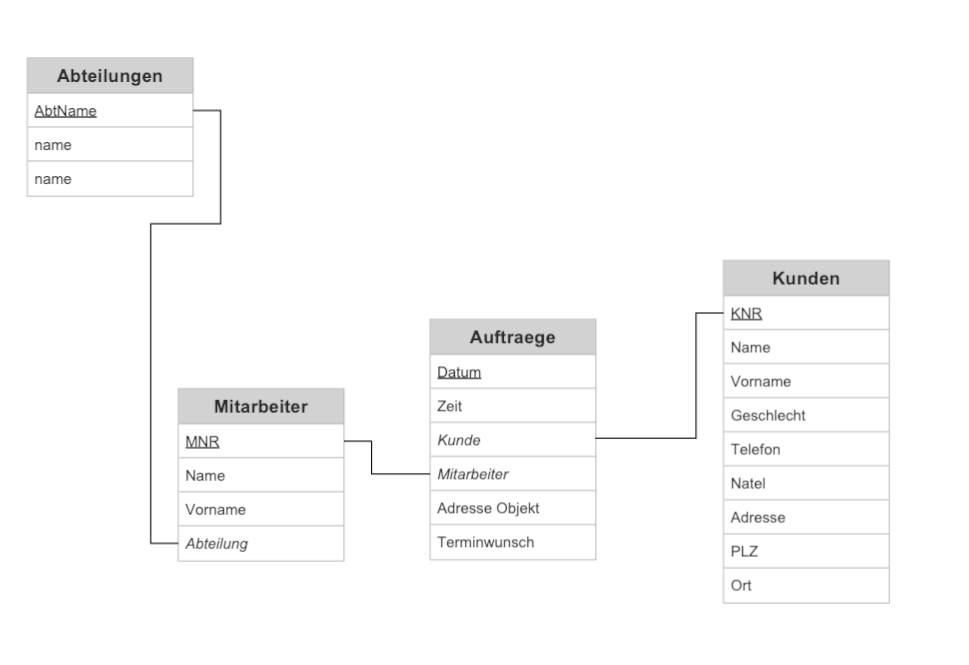 Abteilungen
AbtName
name
name
Mitarbeiter
MNR
Name
Vorname
Abteilung
Auftraege
Datum
Zeit
Kunde
Mitarbeiter
Adresse Objekt
Terminwunsch
Kunden
KNR
Name
Vorname
Geschlecht
Telefon
Natel
Adresse
PLZ
Ort